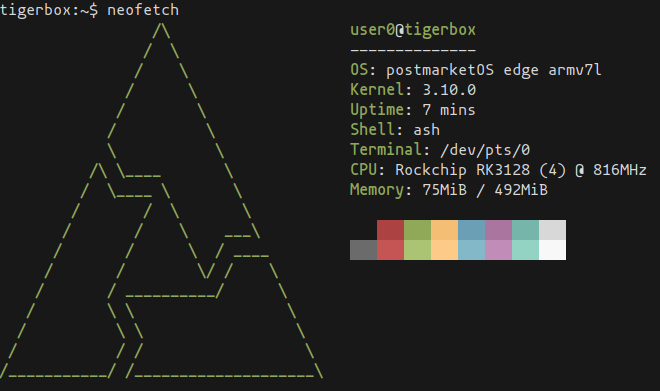 tigerbox:~$ neofetch
user0@tigerbox
--------------
OS: postmarketOS edge armv7l
Kernel: 3.10.0
Uptime: 7 mins
Shell: ash
Terminal: /dev/pts/0
CPU: Rockchip RK3128 (4) @ 816MHz
Memory: 75MiB / 492MiB